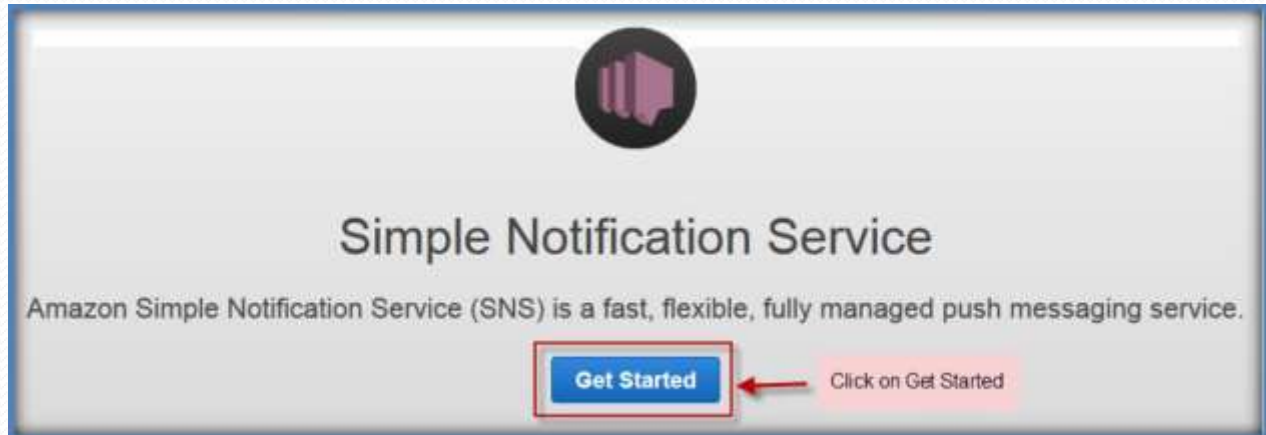 Simple Notification Service
Amazon Simple Notification Service (SNS) is a fast, flexible, fully managed push messaging service.
Get Started
Click on Get Started